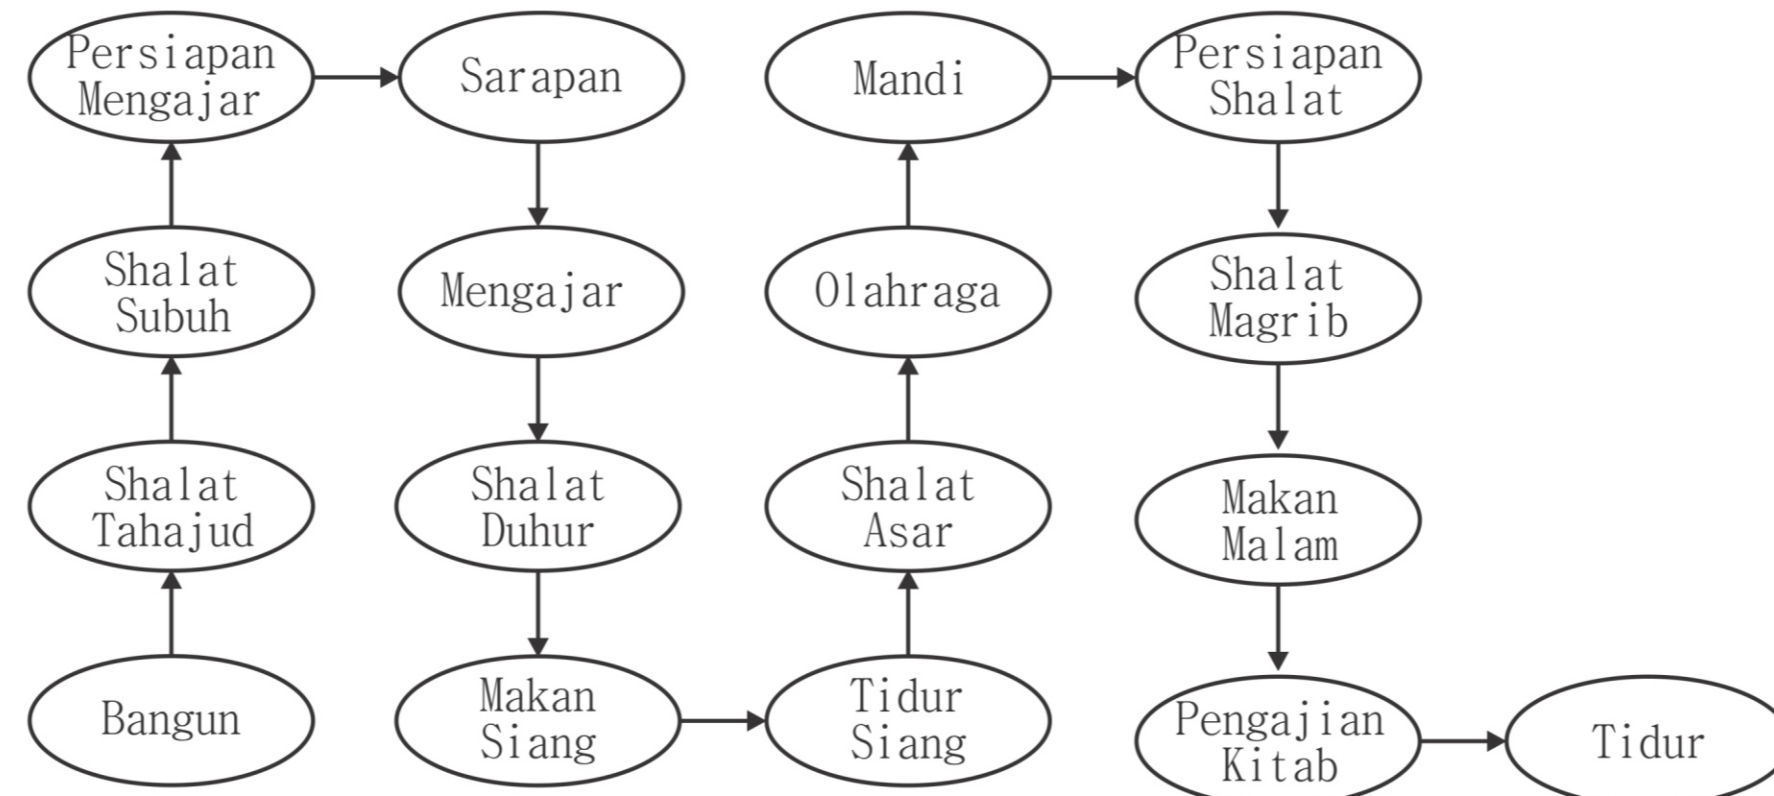 Persiapan
Mengajar
Sarapan
Mandi
Persiapan
Shalat
Shalat
Subuh
Mengajar
Olahraga
Shalat
Magrib
Shalat
Tahajud
Shalat
Duhur
Shalat
Asar
Makan
Malam
Bangun
Makan
Siang
Tidur
Siang
Pengajian
Kitab
Tidur